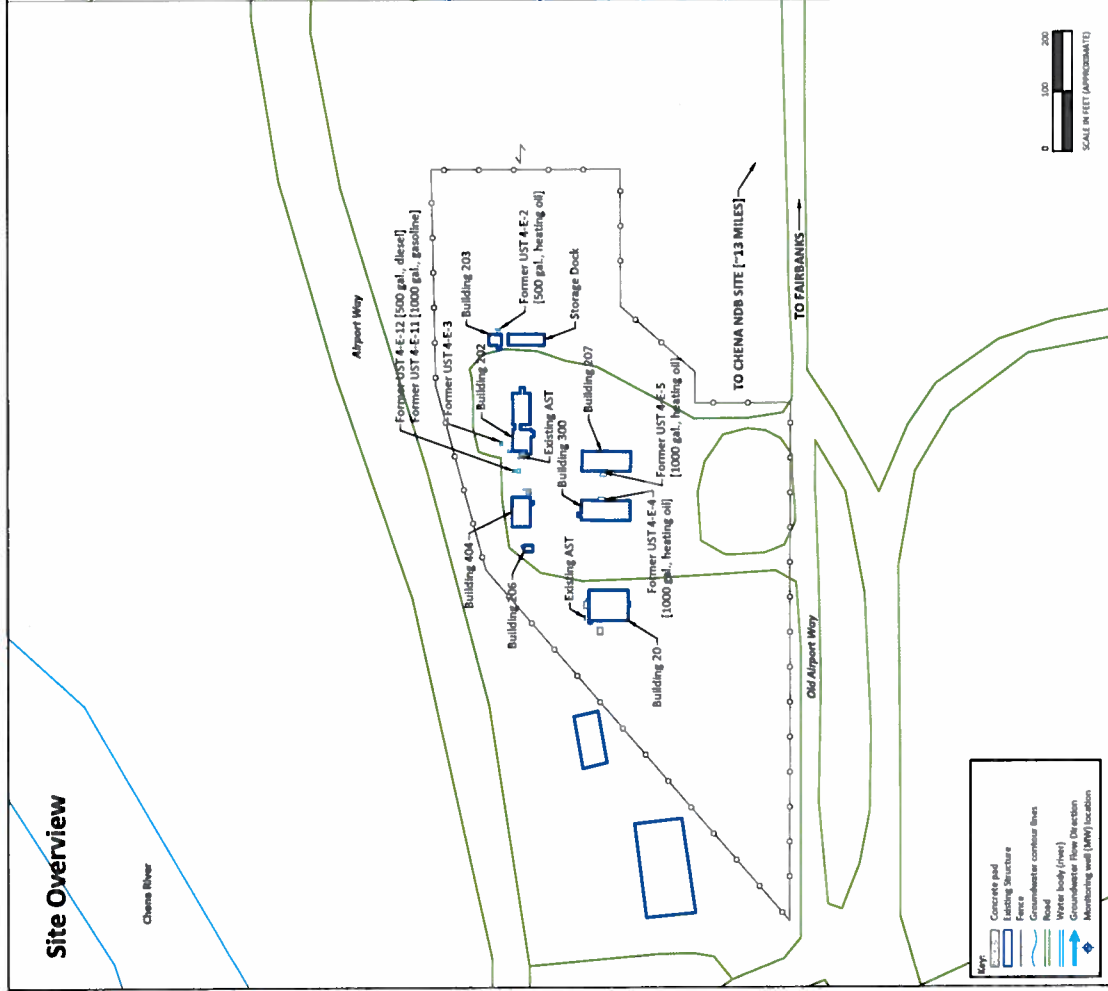 Site Overview
Chena River
Airport Way
Former UST 4-E-12 [500 gal., diesel]
Former UST 4-E-11 [1000 gal., gasoline]
Former UST 4-E-3
Building 202
Building 203
Former UST 4-E-2
[500 gal., heating oil]
Storage Dock
Existing AST
Building 300
Building 207
Building 404
Building 206
Existing AST
Building 20
Former UST 4-E-4
[1000 gal., heating oil]
Former UST 4-E-5
[1000 gal., heating oil]
TO CHENA NDB SITE [~13 MILES]
TO FAIRBANKS
Old Airport Way
0 100 200
SCALE IN FEET (APPROXIMATE)
Key:
Concrete pad
Existing Structure
Fence
Groundwater contour lines
Road
Water body (river)
Groundwater Flow Direction
Monitoring well (MW) location